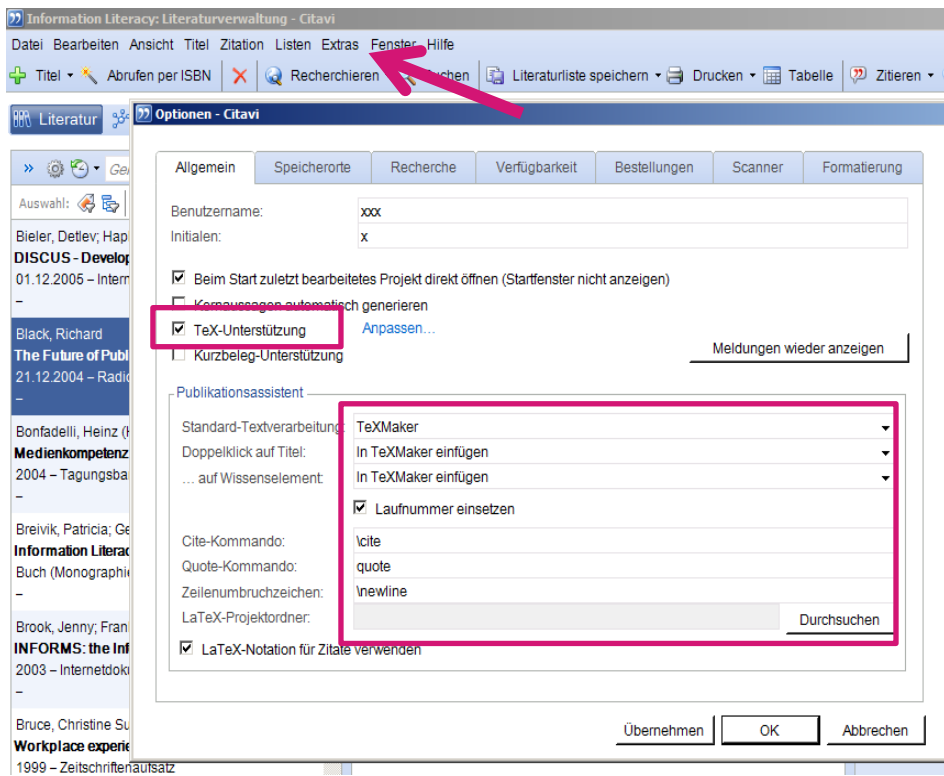 Information Literacy: Literaturverwaltung - Citavi
Datei Bearbeiten Ansicht Titel Zitation Listen Extras Fenster Hilfe
Titel Abrufen per ISBN Recherchieren Literaturliste speichern Drucken Tabelle Zitieren
Literatur
Optionen - Citavi
Allgemein Speicherorte Recherche Verfügbarkeit Bestellungen Scanner Formatierung
Auswahl:
Benutzername: xxx
Initialen: x
Bieler, Detlev; Hap
DISCUS - Develop
01.12.2005 – Intern
–
Beim Start zuletzt bearbeitetes Projekt direkt öffnen (Startfenster nicht anzeigen)
Kernaussagen automatisch generieren
TeX-Unterstützung Anpassen...
Kurzbeleg-Unterstützung
Meldungen wieder anzeigen
Black, Richard
The Future of Publ
21.12.2004 – Radio
–
Publikationsassistent
Standard-Textverarbeitung: TeXMaker
Doppelklick auf Titel: In TeXMaker einfügen
... auf Wissenselement: In TeXMaker einfügen
Laufnummer einsetzen
Cite-Kommando: \cite
Quote-Kommando: quote
Zeilenumbruchzeichen: \newline
LaTeX-Projektordner: Durchsuchen
LaTeX-Notation für Zitate verwenden
Bonfadelli, Heinz (H
Medienkompetenz
2004 – Tagungsba
–
Breivik, Patricia; Ge
Information Literac
Buch (Monographie
–
Brook, Jenny; Fran
INFORMS: the Inf
2003 – Internetdoku
–
Bruce, Christine Su
Workplace experie
1999 – Zeitschriftenaufsatz
Übernehmen OK Abbrechen